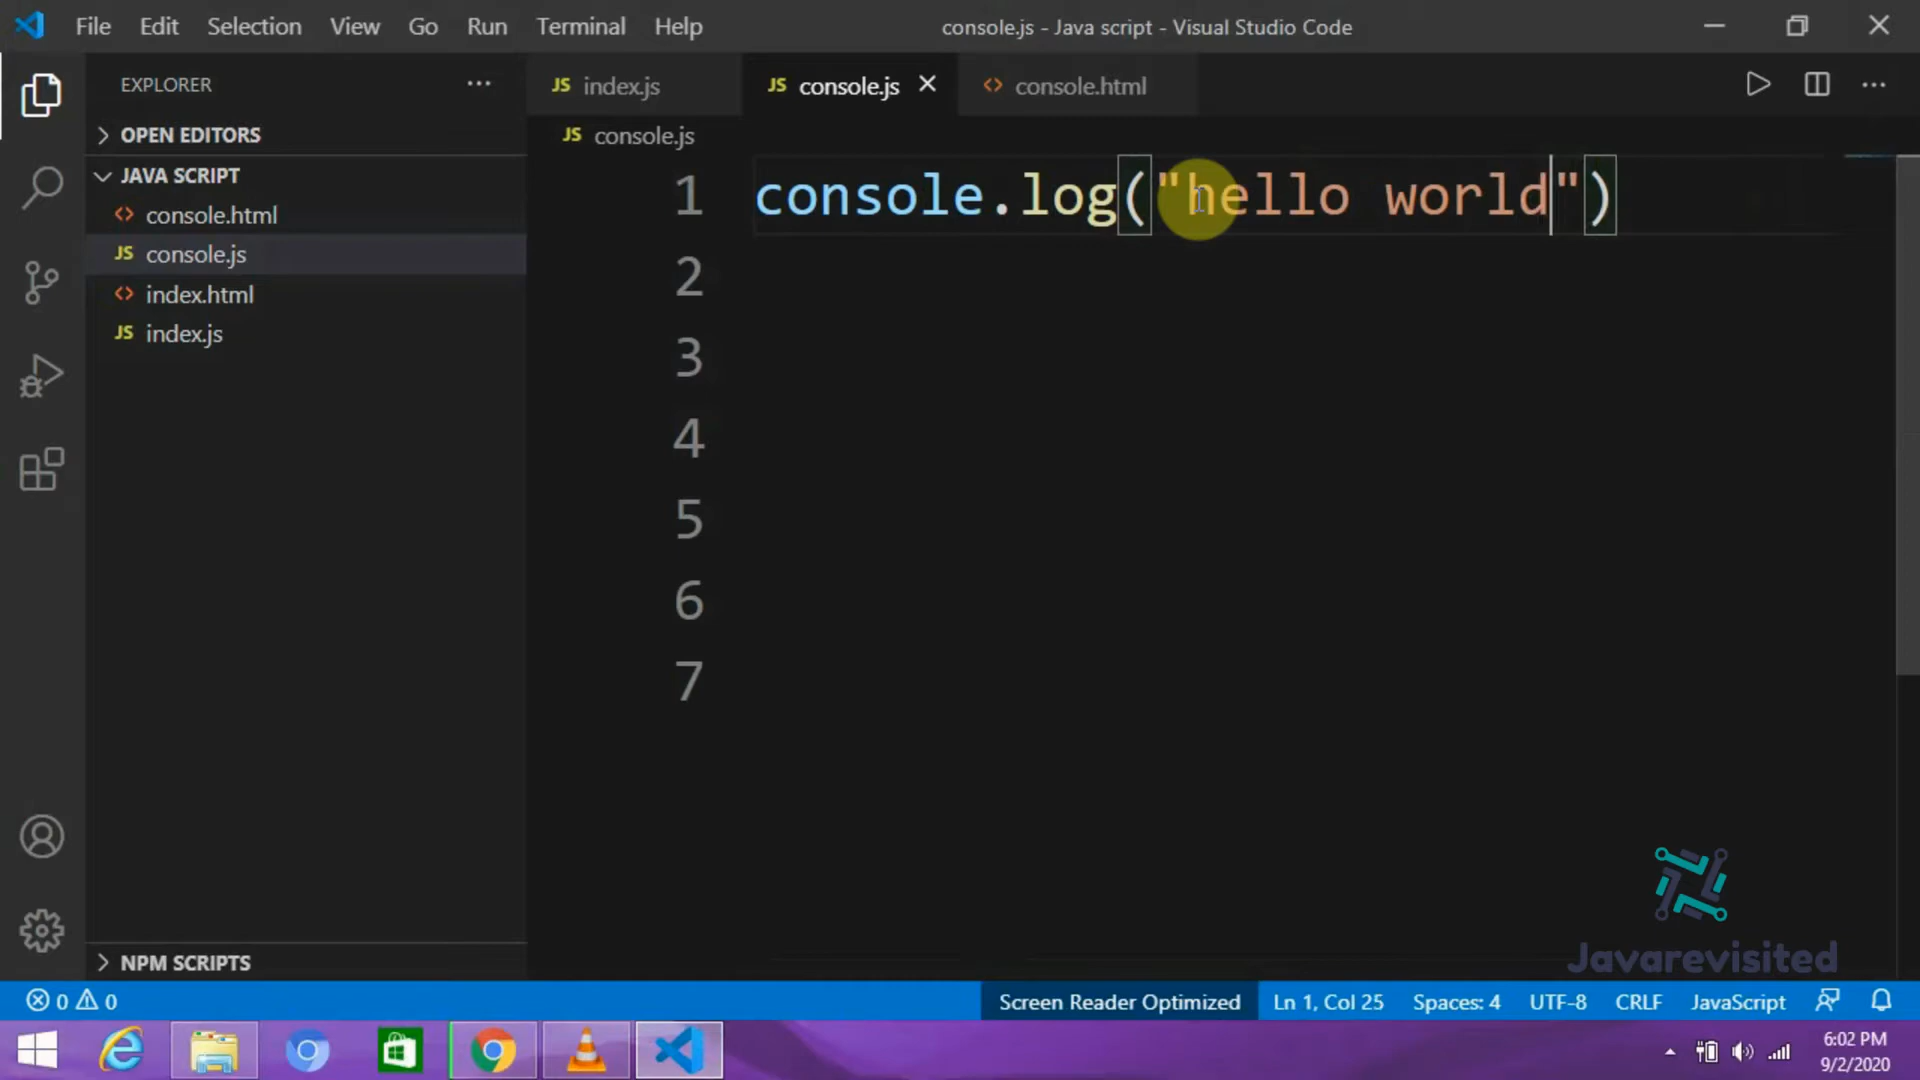 File Edit Selection View Go Run Terminal Help
console.js - Java script - Visual Studio Code
EXPLORER
OPEN EDITORS
JAVA SCRIPT
console.html
console.js
index.html
index.js
NPM SCRIPTS
JS index.js
JS console.js
console.html
JS console.js
1 console.log("hello world")
2
3
4
5
6
7
Javarevisited
0 0
Screen Reader Optimized Ln 1, Col 25 Spaces: 4 UTF-8 CRLF JavaScript
6:02 PM
9/2/2020